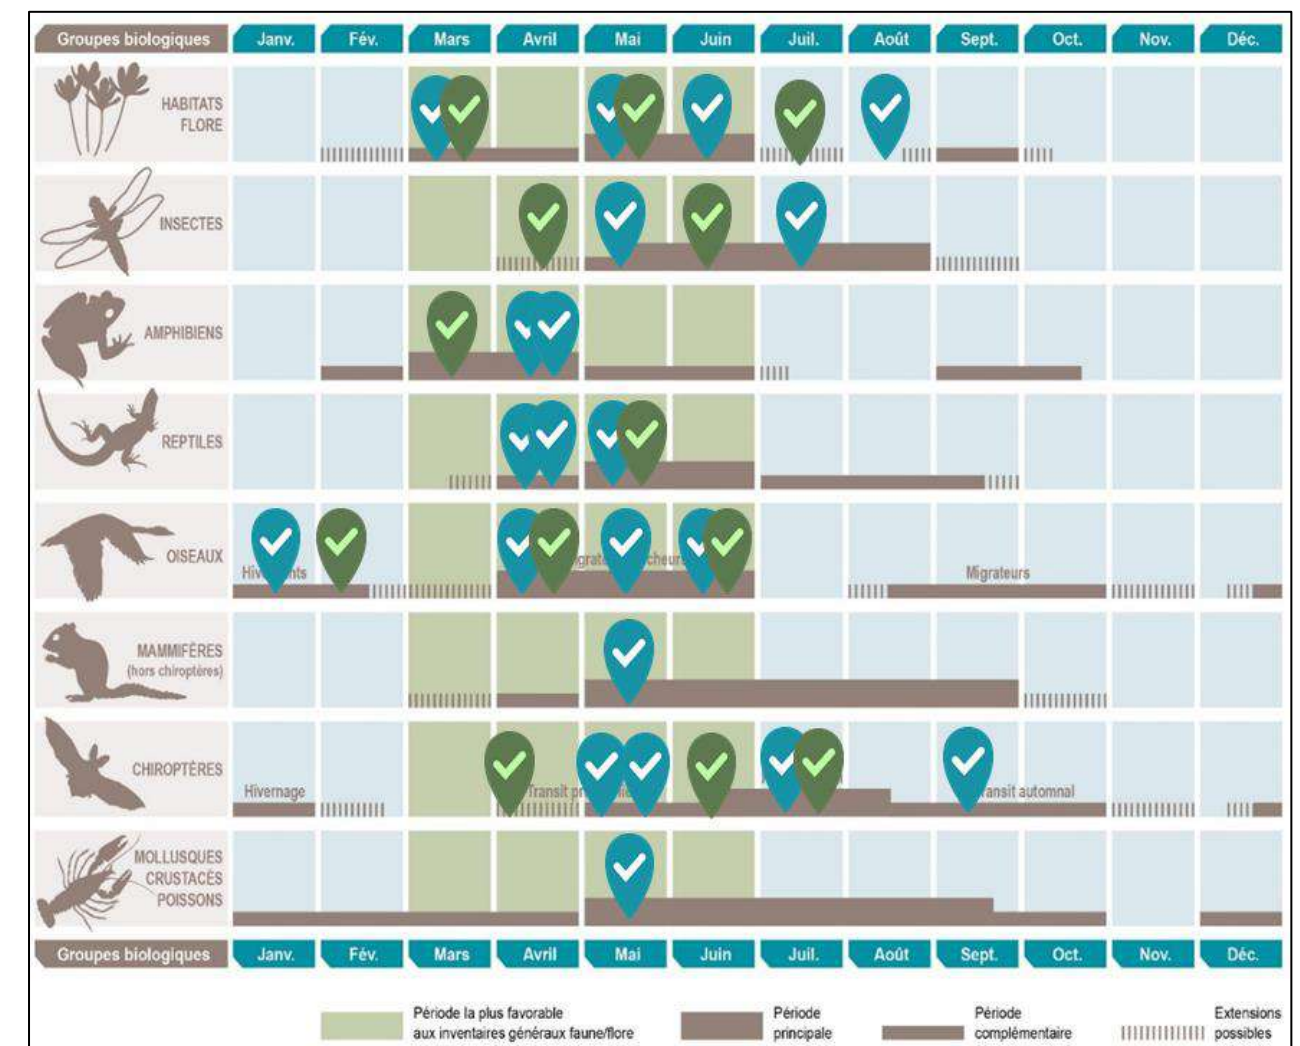 Groupes biologiques Janv. Fév. Mars Avril Mai Juin Juil. Août Sept. Oct. Nov. Déc.
HABITATS
FLORE
INSECTES
AMPHIBIENS
REPTILES
OISEAUX
Migrateurs
MAMMIFÈRES
(hors chiroptères)
CHIROPTÈRES
Hivernage
Transit automnal
MOLLUSQUES
CRUSTACÉS
POISSONS
Groupes biologiques Janv. Fév. Mars Avril Mai Juin Juil. Août Sept. Oct. Nov. Déc.
Période la plus favorable
aux inventaires généraux faune/flore
Période
principale
Période
complémentaire
Extensions
possibles